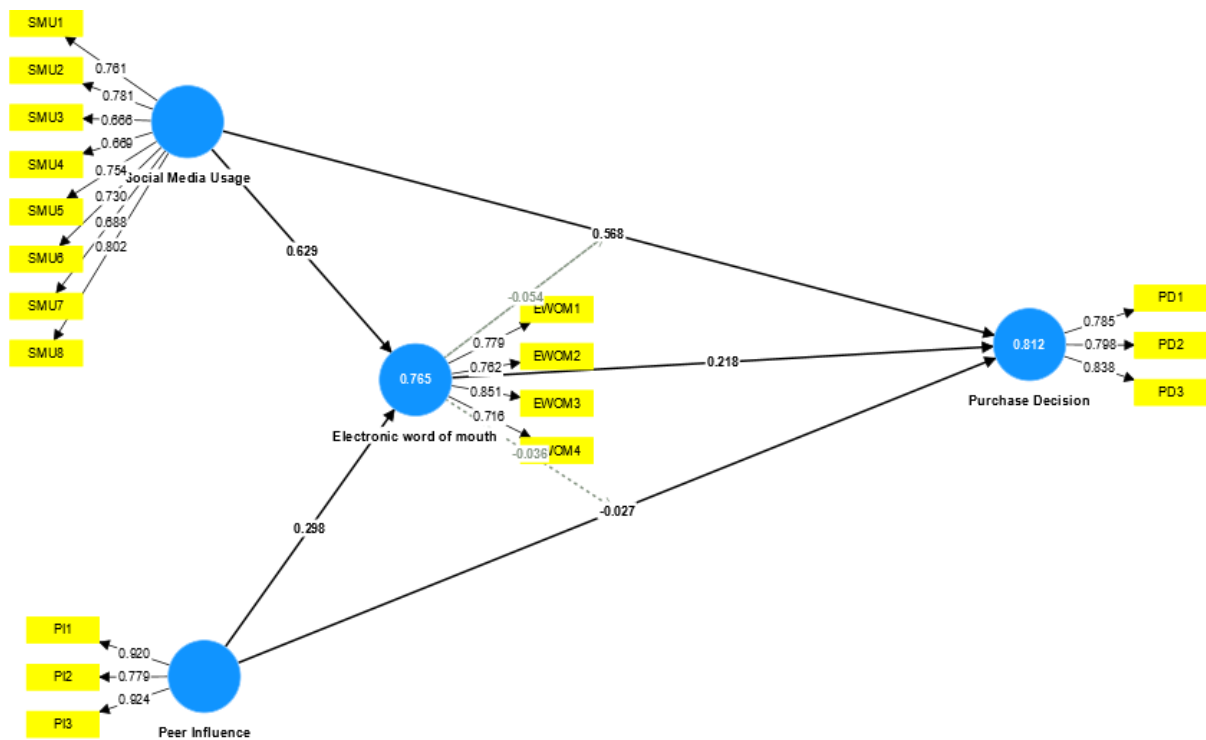 SMU1
SMU2
SMU3
SMU4
SMU5
SMU6
SMU7
SMU8
0.761
0.781
0.666
0.669
0.754
0.730
0.688
0.802
Social Media Usage
0.629
0.568
-0.054
EWOM1
EWOM2
EWOM3
0.779
0.762
0.851
0.716
-0.036
0.765
Electronic word of mouth
0.218
0.812
Purchase Decision
0.785
0.798
0.838
PD1
PD2
PD3
0.298
-0.027
PI1
PI2
PI3
0.920
0.779
0.924
Peer Influence